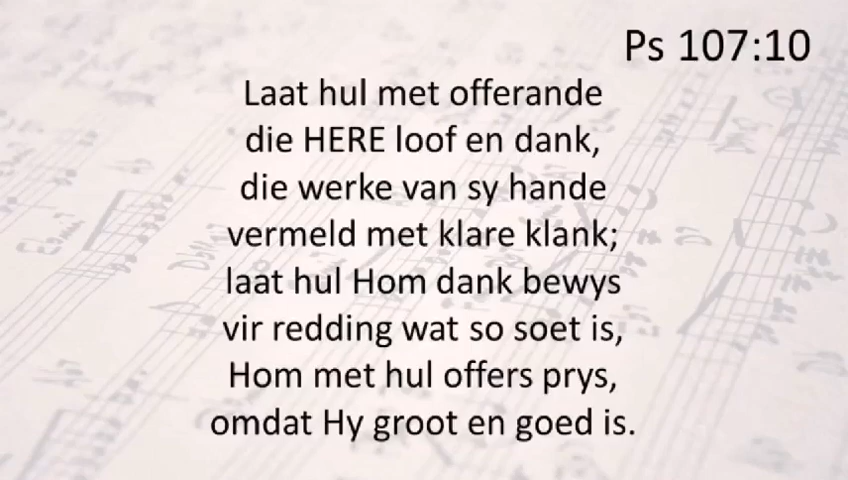 Ps 107:10
Laat hul met offerande
die HERE loof en dank,
die werke van sy hande
vermeld met klare klank;
laat hul Hom dank bewys
vir redding wat so soet is,
Hom met hul offers prys,
omdat Hy groot en goed is.